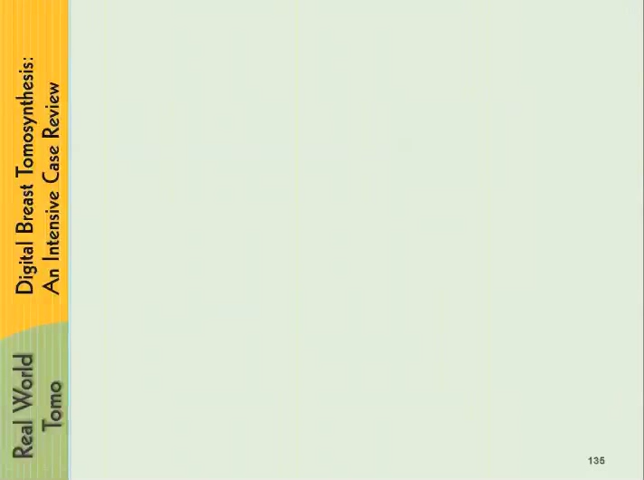 Digital Breast Tomosynthesis:
An Intensive Case Review
Real World
Tomo
135